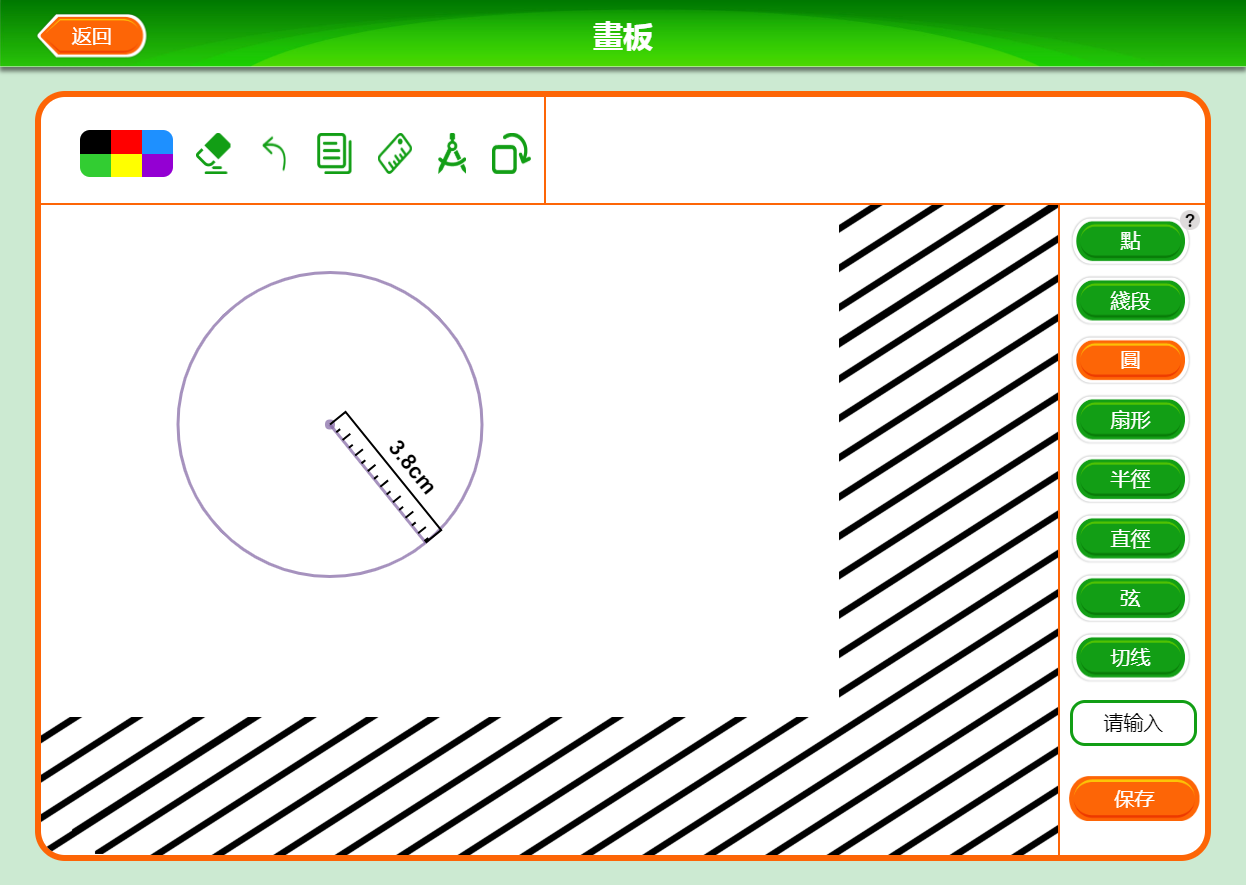 返回
畫板
?
點
綫段
圓
扇形
半徑
直徑
弦
切线
请输入
保存
3.8cm